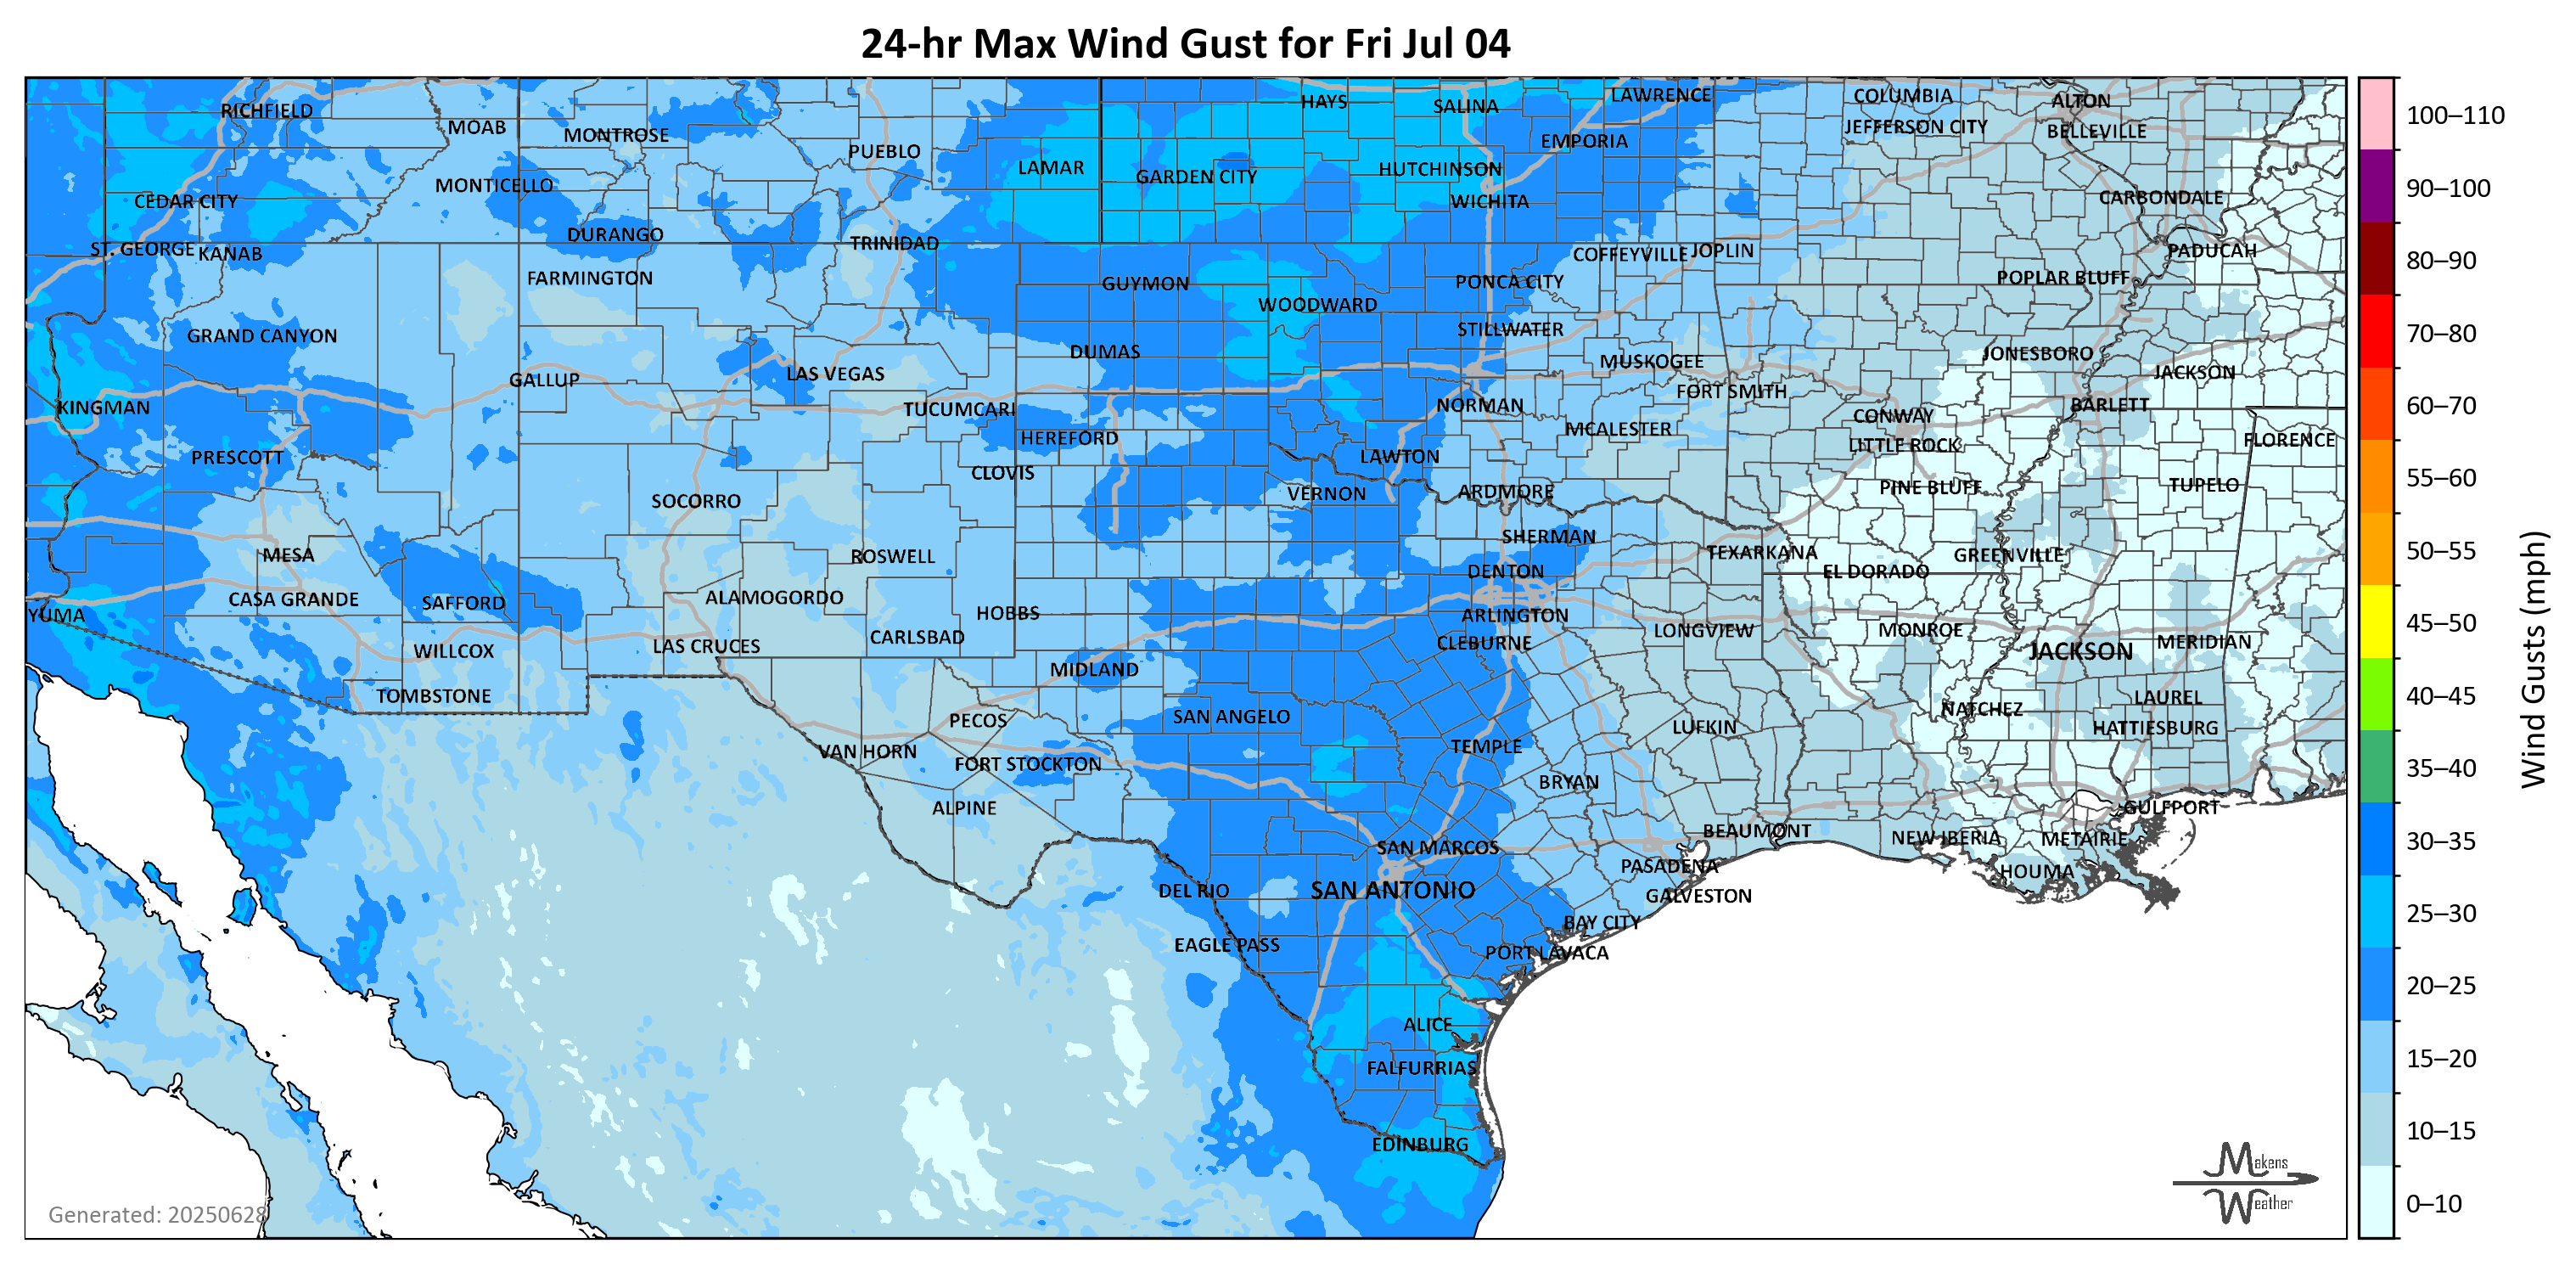 24-hr Max Wind Gust for Fri Jul 04
RICHFIELD
MOAB
MONTROSE
PUEBLO
LAMAR
HAYS
SALINA
LAWRENCE
COLUMBIA
ALTON
JEFFERSON CITY
BELLEVILLE
EMPORIA
GARDEN CITY
HUTCHINSON
MONTICELLO
CEDAR CITY
WICHITA
CARBONDALE
DURANGO
TRINIDAD
ST. GEORGE
KANAB
COFFEYVILLE
JOPLIN
PADUCAH
FARMINGTON
GUYMON
PONCA CITY
POPLAR BLUFF
WOODWARD
GRAND CANYON
STILLWATER
DUMAS
MUSKOGEE
JONESBORO
GALLUP
LAS VEGAS
JACKSON
FORT SMITH
KINGMAN
TUCUMCARI
NORMAN
BARLETT
CONWAY
HEREFORD
MCALESTER
LITTLE ROCK
FLORENCE
PRESCOTT
CLOVIS
LAWTON
SOCORRO
VERNON
ARDMORE
PINE BLUFF
TUPELO
MESA
ROSWELL
SHERMAN
TEXARKANA
GREENVILLE
DENTON
EL DORADO
CASA GRANDE
SAFFORD
ALAMOGORDO
YUMA
HOBBS
ARLINGTON
CARLSBAD
LONGVIEW
MONROE
WILLCOX
LAS CRUCES
CLEBURNE
JACKSON
MERIDIAN
MIDLAND
TOMBSTONE
LAUREL
PECOS
SAN ANGELO
NATCHEZ
LUFKIN
HATTIESBURG
VAN HORN
FORT STOCKTON
TEMPLE
BRYAN
ALPINE
GULFPORT
BEAUMONT
NEW IBERIA
METAIRIE
SAN MARCOS
PASADENA
HOUMA
DEL RIO
SAN ANTONIO
GALVESTON
BAY CITY
EAGLE PASS
PORT LAVACA
ALICE
FALFURRIAS
EDINBURG
Generated: 20250628
Makens
Weather
100–110
90–100
80–90
70–80
60–70
55–60
50–55
45–50
40–45
35–40
30–35
25–30
20–25
15–20
10–15
0–10
Wind Gusts (mph)